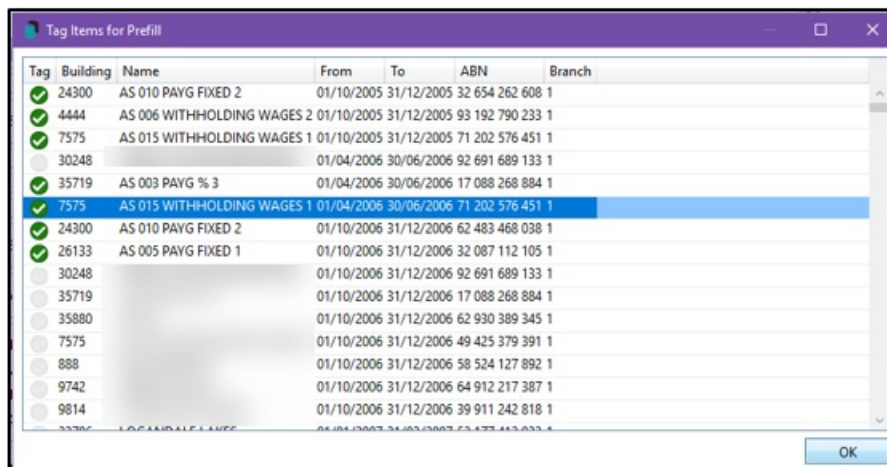 Tag Items for Prefill
Tag Building Name From To ABN Branch
24300 AS 010 PAYG FIXED 2 01/10/2005 31/12/2005 32 654 262 608 1
4444 AS 006 WITHHOLDING WAGES 2 01/10/2005 31/12/2005 93 192 790 233 1
7575 AS 015 WITHHOLDING WAGES 1 01/10/2005 31/12/2005 71 202 576 451 1
30248 01/04/2006 30/06/2006 92 691 689 133 1
35719 AS 003 PAYG % 3 01/04/2006 30/06/2006 17 088 268 884 1
7575 AS 015 WITHHOLDING WAGES 1 01/04/2006 30/06/2006 71 202 576 451 1
24300 AS 010 PAYG FIXED 2 01/10/2006 31/12/2006 62 483 468 038 1
26133 AS 005 PAYG FIXED 1 01/10/2006 31/12/2006 32 087 112 105 1
30248 01/10/2006 31/12/2006 92 691 689 133 1
35719 01/10/2006 31/12/2006 17 088 268 884 1
35880 01/10/2006 31/12/2006 62 930 389 345 1
7575 01/10/2006 31/12/2006 49 425 379 391 1
888 01/10/2006 31/12/2006 58 524 127 892 1
9742 01/10/2006 31/12/2006 64 912 217 387 1
9814 01/10/2006 31/12/2006 39 911 242 818 1
OK